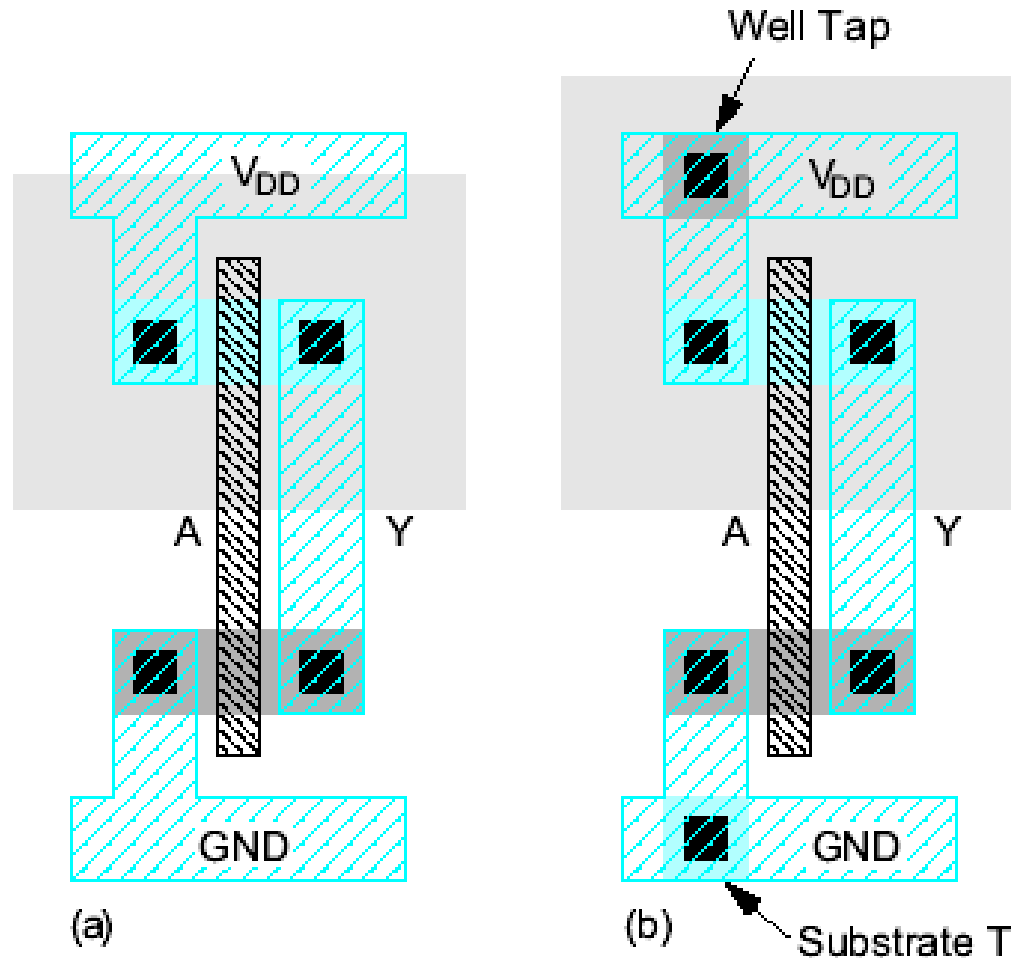 Well Tap
VDD
VDD
A
Y
A
Y
GND
GND
(a)
(b)
Substrate T